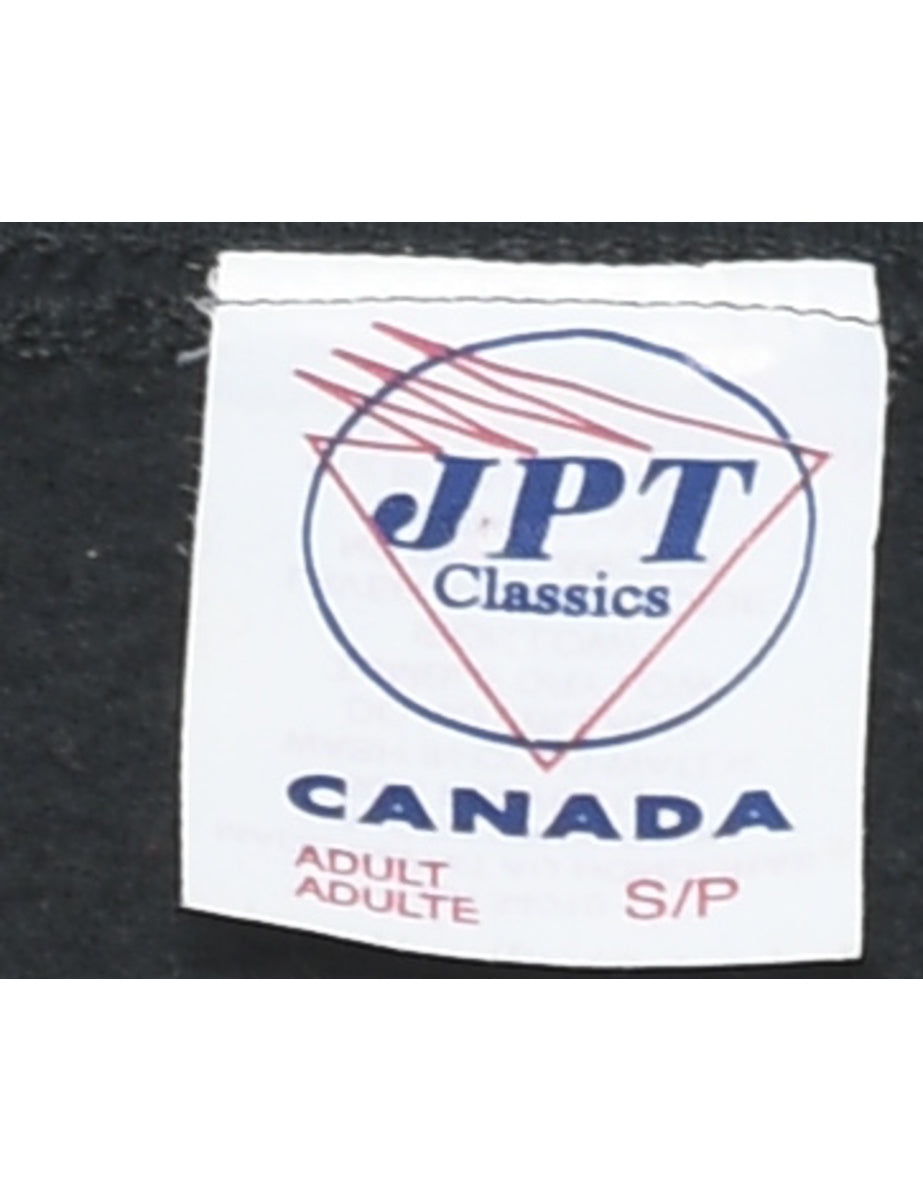 JPT
Classics
CANADA
ADULT
ADULTE
S/P